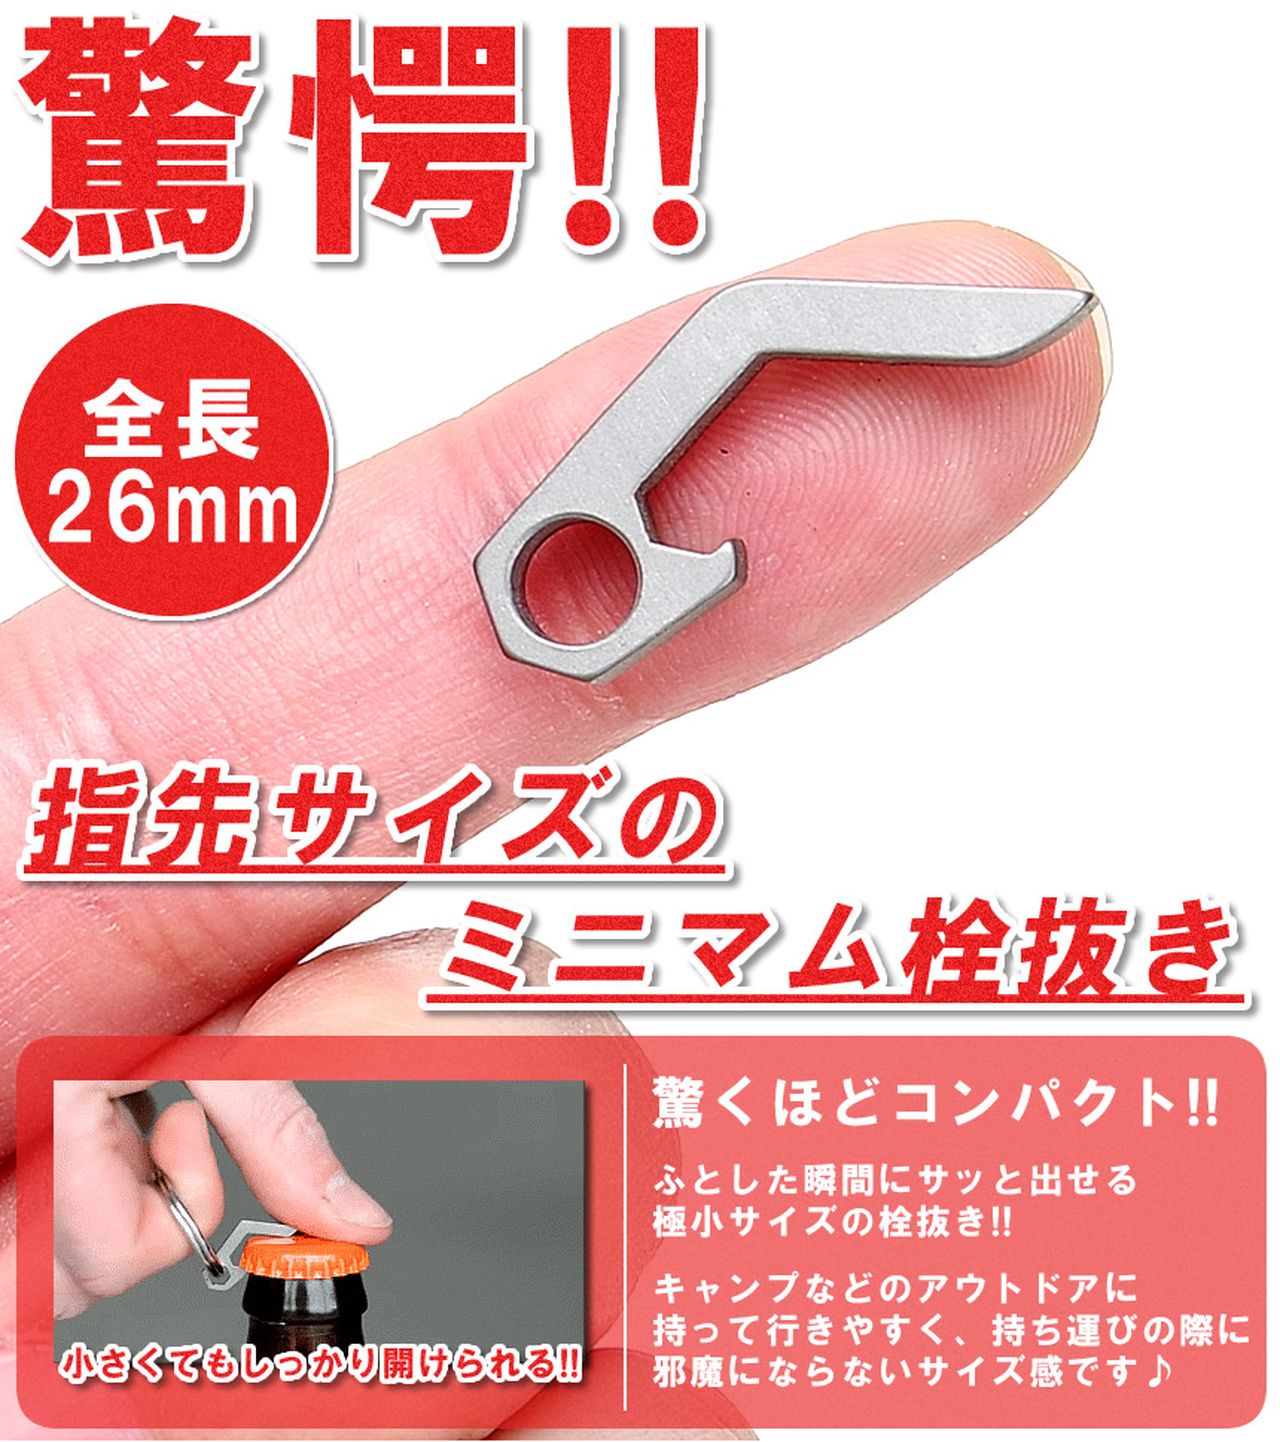 驚愕!!
全長
26mm
指先サイズの
ミニマム栓抜き
驚くほどコンパクト!!
ふとした瞬間にサッと出せる
極小サイズの栓抜き!!
キャンプなどのアウトドアに
持って行きやすく、持ち運びの際に
邪魔にならないサイズ感です♪
小さくてもしっかり開けられる!!